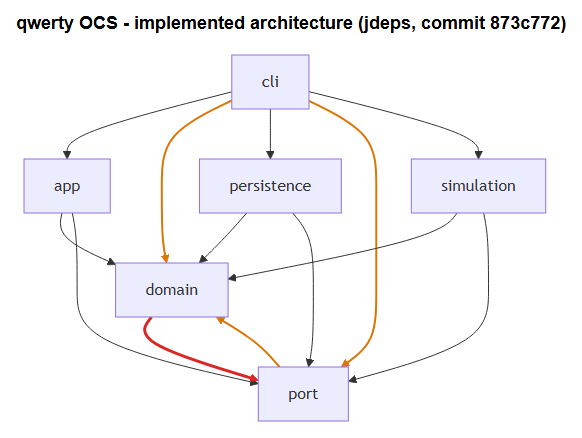 qwerty OCS - implemented architecture (jdeps, commit 873c772)
cli
app
persistence
simulation
domain
port